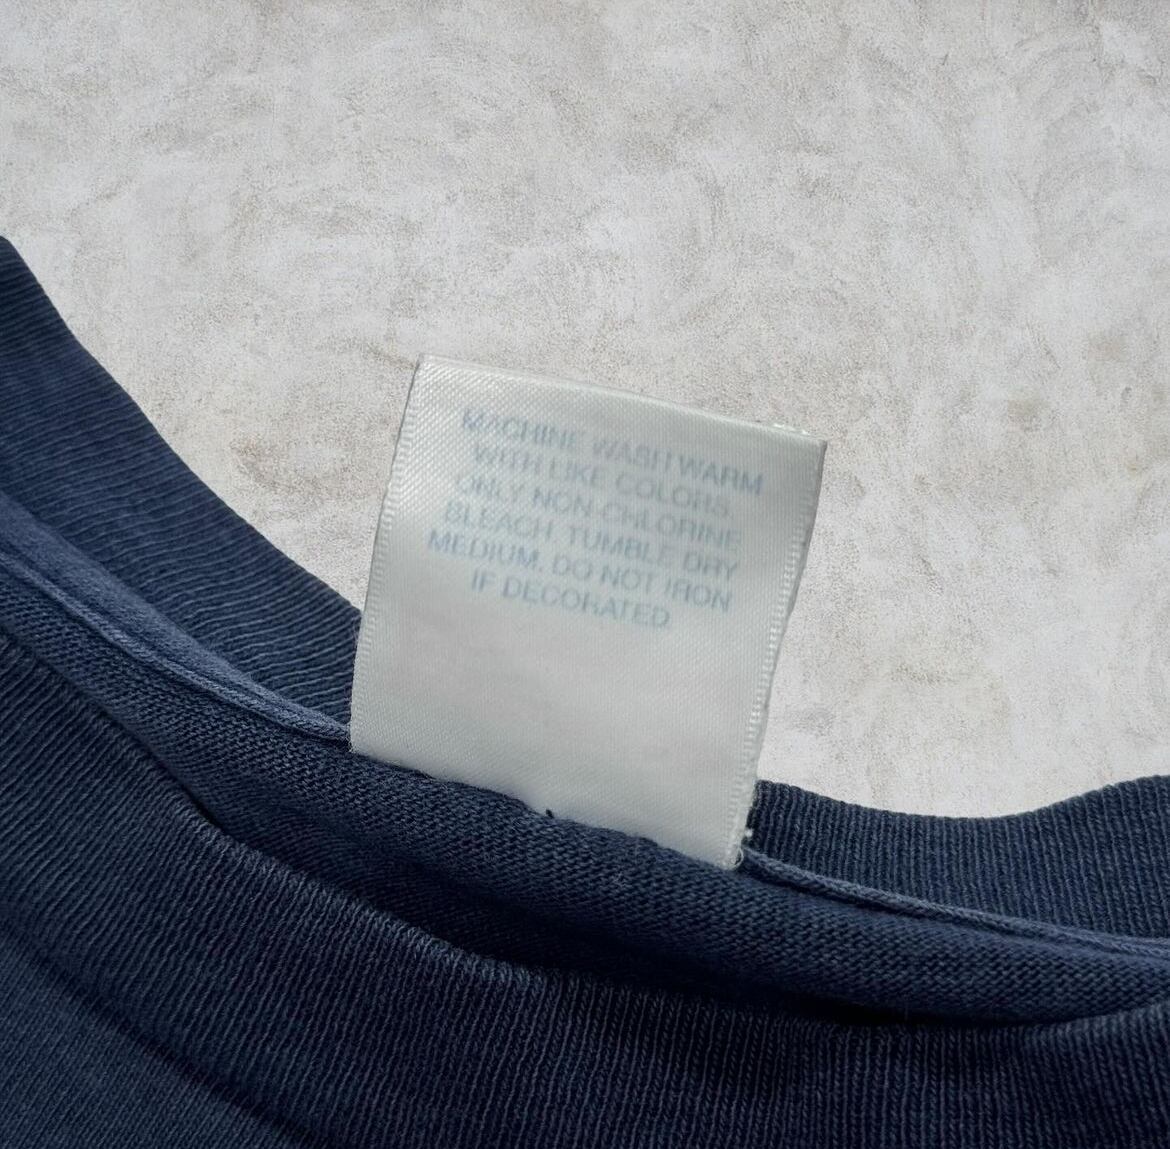 MACHINE WASH WARM
WITH LIKE COLORS,
ONLY NON-CHLORINE
BLEACH. TUMBLE DRY
MEDIUM. DO NOT IRON
IF DECORATED